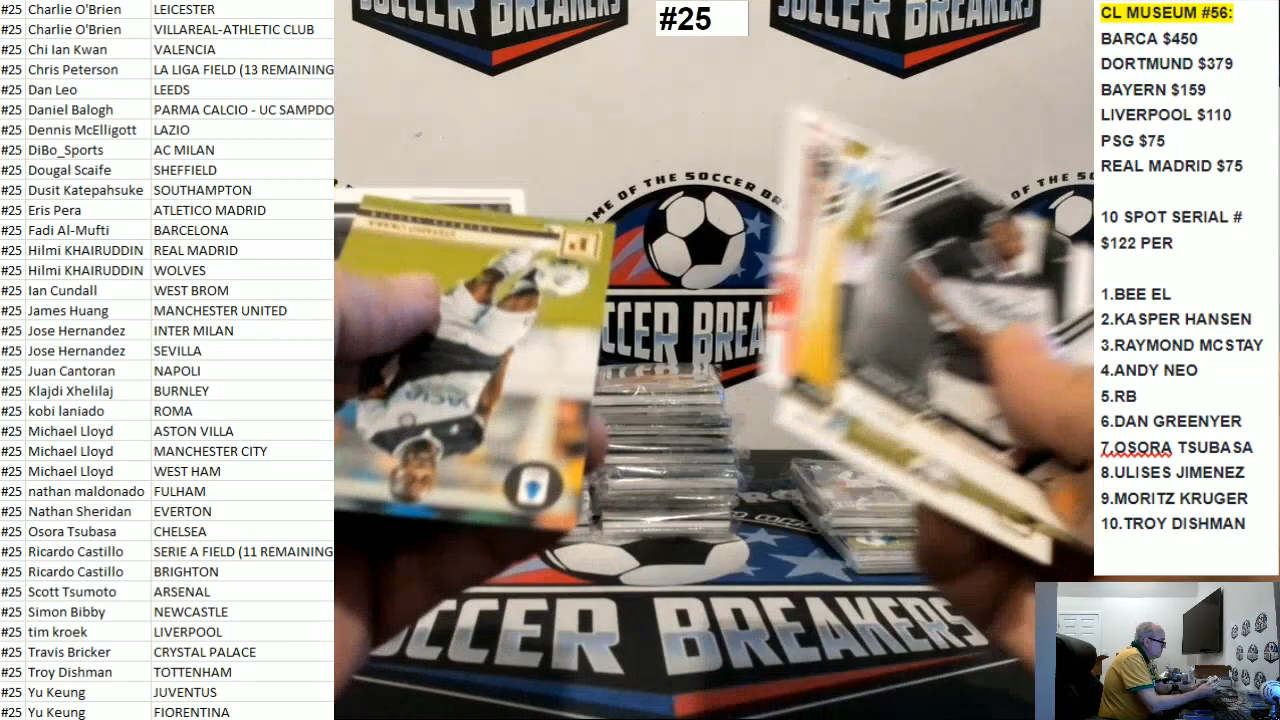 #25 Charlie O'Brien LEICESTER
#25 Charlie O'Brien VILLAREAL-ATHLETIC CLUB
#25 Chi Ian Kwan VALENCIA
#25 Chris Peterson LA LIGA FIELD (13 REMAINING
#25 Dan Leo LEEDS
#25 Daniel Balogh PARMA CALCIO - UC SAMPDO
#25 Dennis McElligott LAZIO
#25 DiBo_Sports AC MILAN
#25 Dougal Scaife SHEFFIELD
#25 Dusit Katepahsuke SOUTHAMPTON
#25 Eris Pera ATLETICO MADRID
#25 Fadi Al-Mufti BARCELONA
#25 Hilmi KHAIRUDDIN REAL MADRID
#25 Hilmi KHAIRUDDIN WOLVES
#25 Ian Cundall WEST BROM
#25 James Huang MANCHESTER UNITED
#25 Jose Hernandez INTER MILAN
#25 Jose Hernandez SEVILLA
#25 Juan Cantoran NAPOLI
#25 Klajdi Xhelilaj BURNLEY
#25 kobi laniado ROMA
#25 Michael Lloyd ASTON VILLA
#25 Michael Lloyd MANCHESTER CITY
#25 Michael Lloyd WEST HAM
#25 nathan maldonado FULHAM
#25 Nathan Sheridan EVERTON
#25 Osora Tsubasa CHELSEA
#25 Ricardo Castillo SERIE A FIELD (11 REMAINING
#25 Ricardo Castillo BRIGHTON
#25 Scott Tsumoto ARSENAL
#25 Simon Bibby NEWCASTLE
#25 tim kroek LIVERPOOL
#25 Travis Bricker CRYSTAL PALACE
#25 Troy Dishman TOTTENHAM
#25 Yu Keung JUVENTUS
#25 Yu Keung FIORENTINA
SOCCER BREAKERS
#25
SOCCER BREAKERS
OME OF THE SOCCER BRE
CCER BREA
CCER BREAKERS
CL MUSEUM #56:
BARCA $450
DORTMUND $379
BAYERN $159
LIVERPOOL $110
PSG $75
REAL MADRID $75
10 SPOT SERIAL #
$122 PER
1.BEE EL
2.KASPER HANSEN
3.RAYMOND MCSTAY
4.ANDY NEO
5.RB
6.DAN GREENYER
7.OSORA TSUBASA
8.ULISES JIMENEZ
9.MORITZ KRUGER
10.TROY DISHMAN